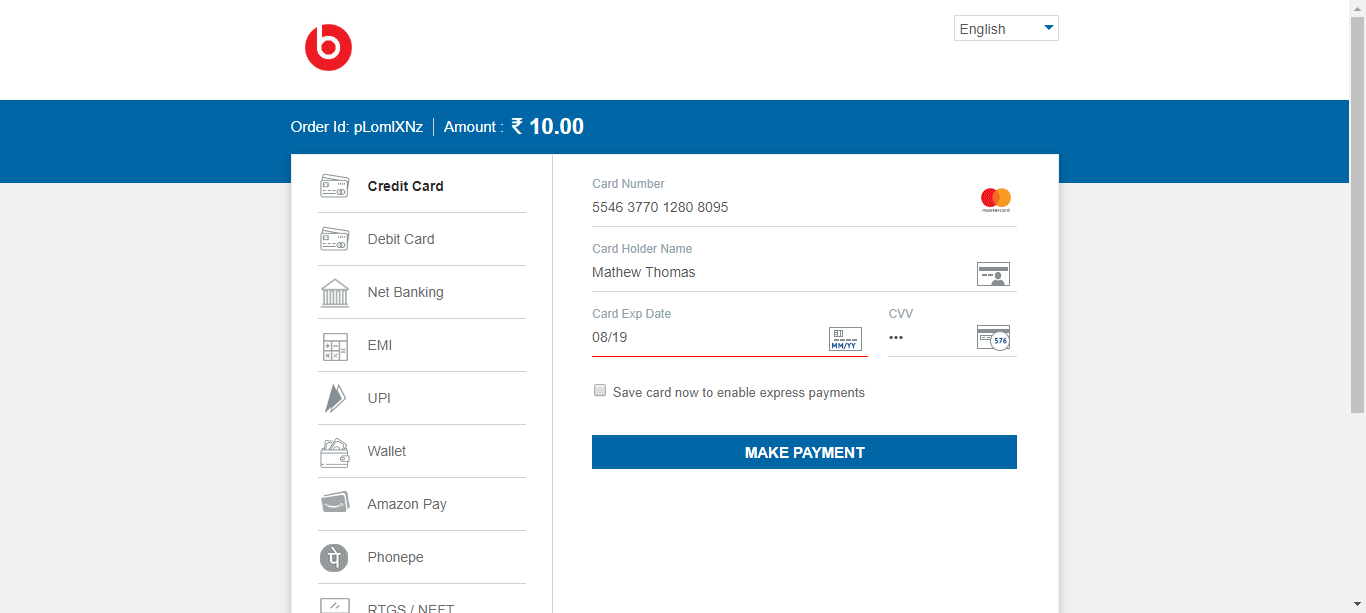 b
English
Order Id: pLomlXNz | Amount : ₹ 10.00
Credit Card
Debit Card
Net Banking
EMI
UPI
Wallet
Amazon Pay
पे
Phonepe
RTGS / NEFT
Card Number
5546 3770 1280 8095
mastercard
Card Holder Name
Mathew Thomas
Card Exp Date
08/19
MM/YY
CVV
•••
576
Save card now to enable express payments
MAKE PAYMENT